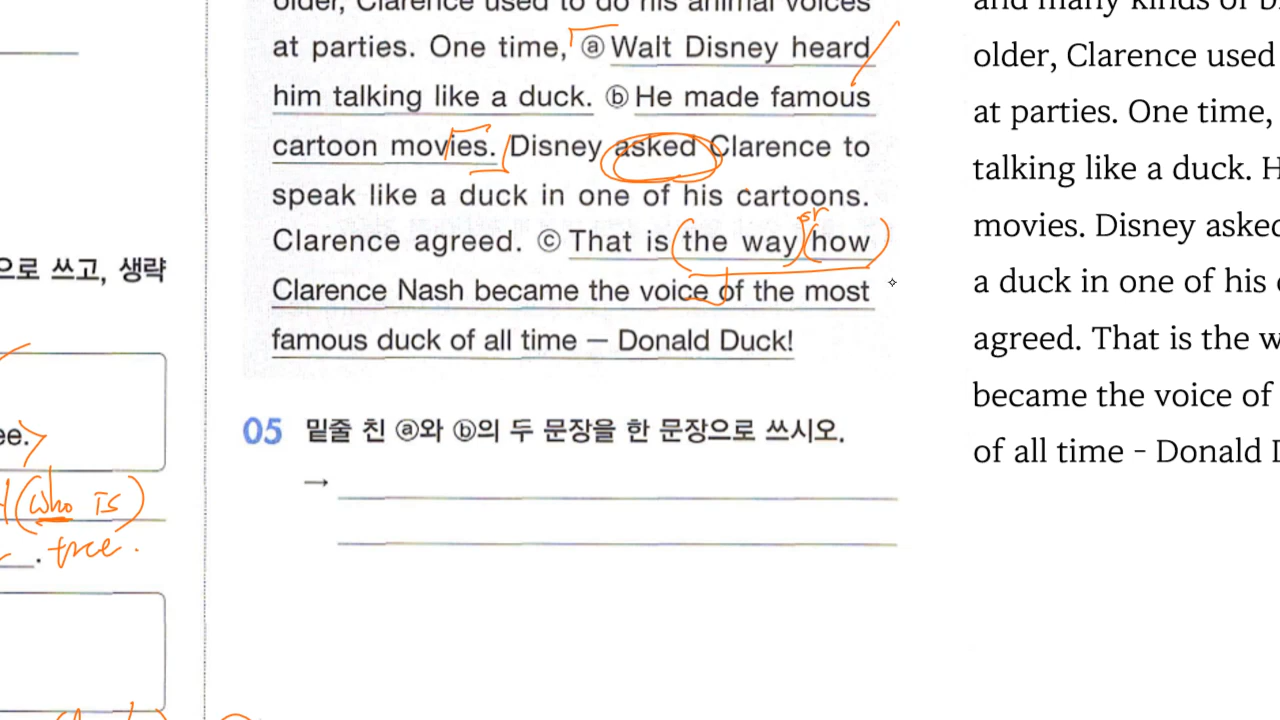 older, Clarence used to do his animal voices
at parties. One time, ⓐ Walt Disney heard
him talking like a duck. ⓑ He made famous
cartoon movies. Disney asked Clarence to
speak like a duck in one of his cartoons.
or
Clarence agreed. ⓒ That is (the way)(how)
Clarence Nash became the voice of the most
famous duck of all time — Donald Duck!
05 밑줄 친 ⓐ와 ⓑ의 두 문장을 한 문장으로 쓰시오.
→
으로 쓰고, 생략
ee.
(who is)
. tree.
and many kinds of
older, Clarence used
at parties. One time,
talking like a duck. H
movies. Disney asked
a duck in one of his
agreed. That is the w
became the voice of
of all time - Donald D